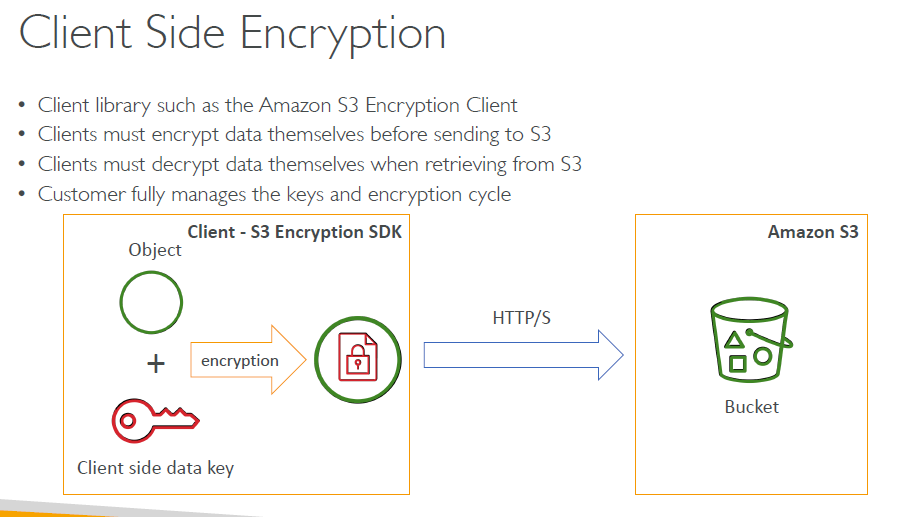 Client Side Encryption
• Client library such as the Amazon S3 Encryption Client
• Clients must encrypt data themselves before sending to S3
• Clients must decrypt data themselves when retrieving from S3
• Customer fully manages the keys and encryption cycle
Client - S3 Encryption SDK
Object
+
encryption
Client side data key
HTTP/S
Amazon S3
Bucket